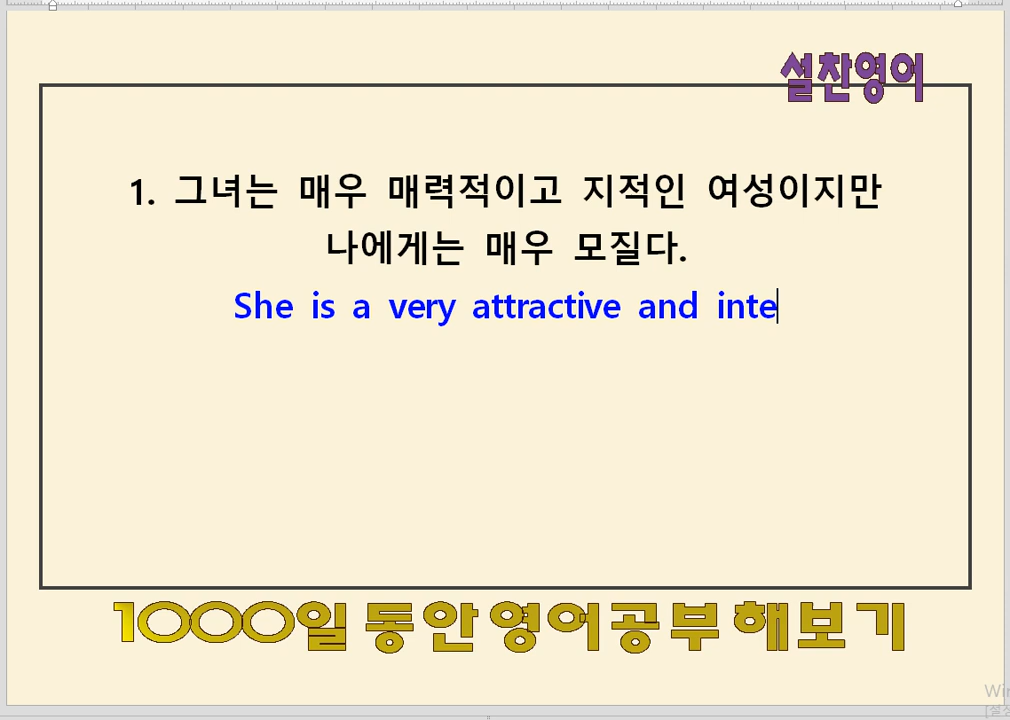 설찬영어
1. 그녀는 매우 매력적이고 지적인 여성이지만
나에게는 매우 모질다.
She is a very attractive and inte
1000일 동안 영어공부 해보기